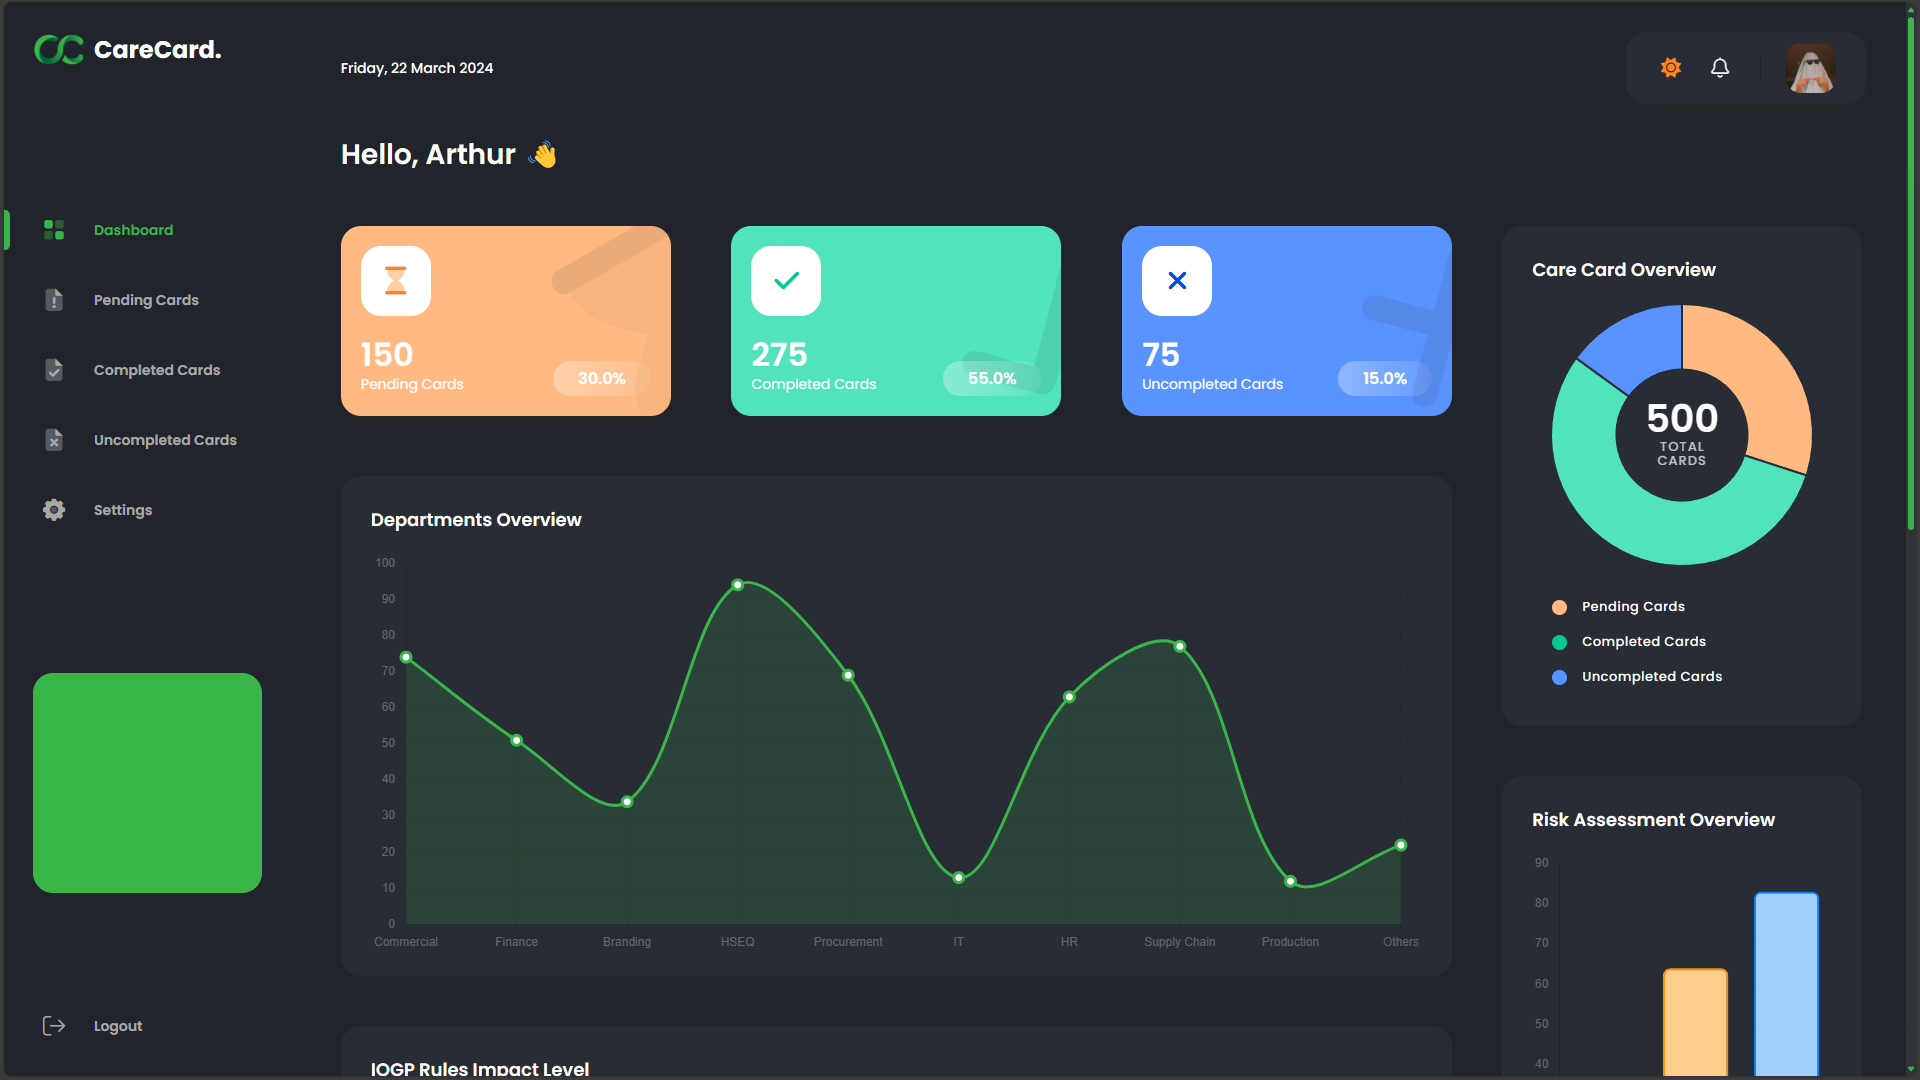 CareCard.
Friday, 22 March 2024
Hello, Arthur 👋
Dashboard
Pending Cards
Completed Cards
Uncompleted Cards
Settings
Logout
150
Pending Cards
30.0%
275
Completed Cards
55.0%
75
Uncompleted Cards
15.0%
Departments Overview
100
90
80
70
60
50
40
30
20
10
0
Commercial Finance Branding HSEQ Procurement IT HR Supply Chain Production Others
IOGP Rules Impact Level
Care Card Overview
500
TOTAL
CARDS
Pending Cards
Completed Cards
Uncompleted Cards
Risk Assessment Overview
90
80
70
60
50
40